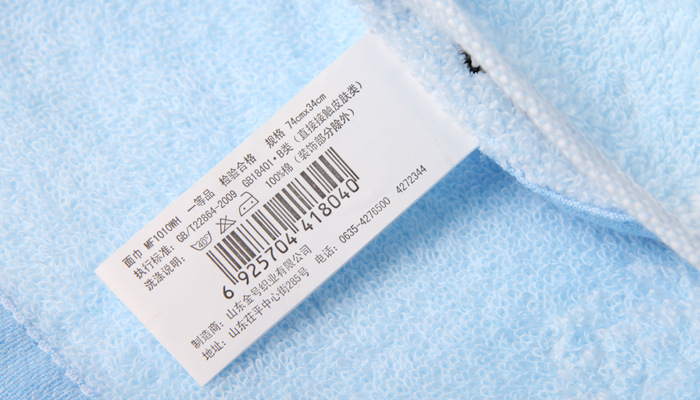 面巾 MF1010WH 一等品 检验合格 规格 74cmx34cm
执行标准: GB/T22864-2009 GB18401·B类（直接接触皮肤类）
洗涤说明: 100%棉（装饰部分除外）
6 925704 418040
制造商: 山东金号织业有限公司
地址: 山东茌平中心街285号 电话: 0635-4276500 4272344